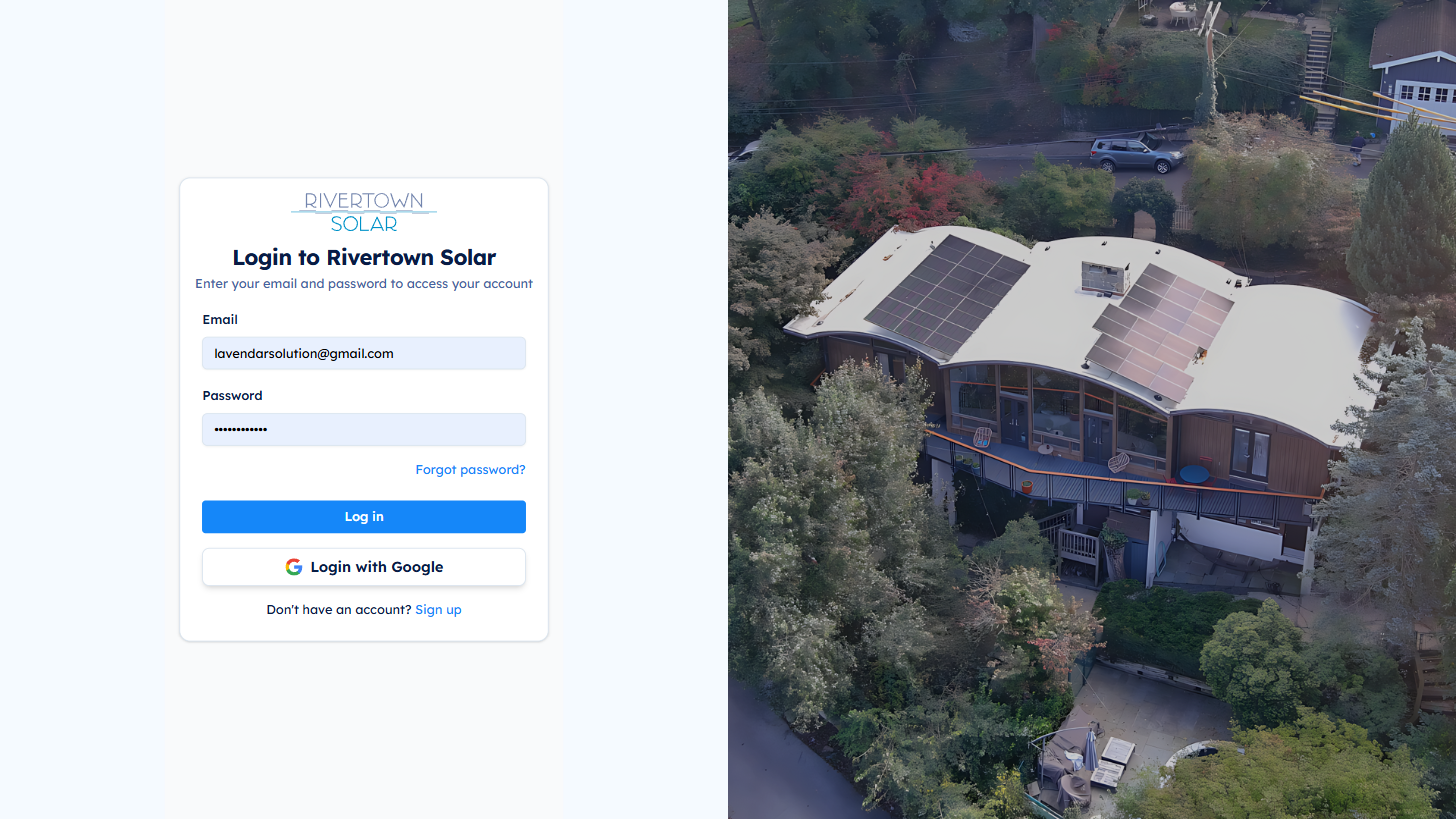 RIVERTOWN
SOLAR
Login to Rivertown Solar
Enter your email and password to access your account
Email
lavendarsolution@gmail.com
Password
••••••••••••
Forgot password?
Log in
Login with Google
Don't have an account? Sign up